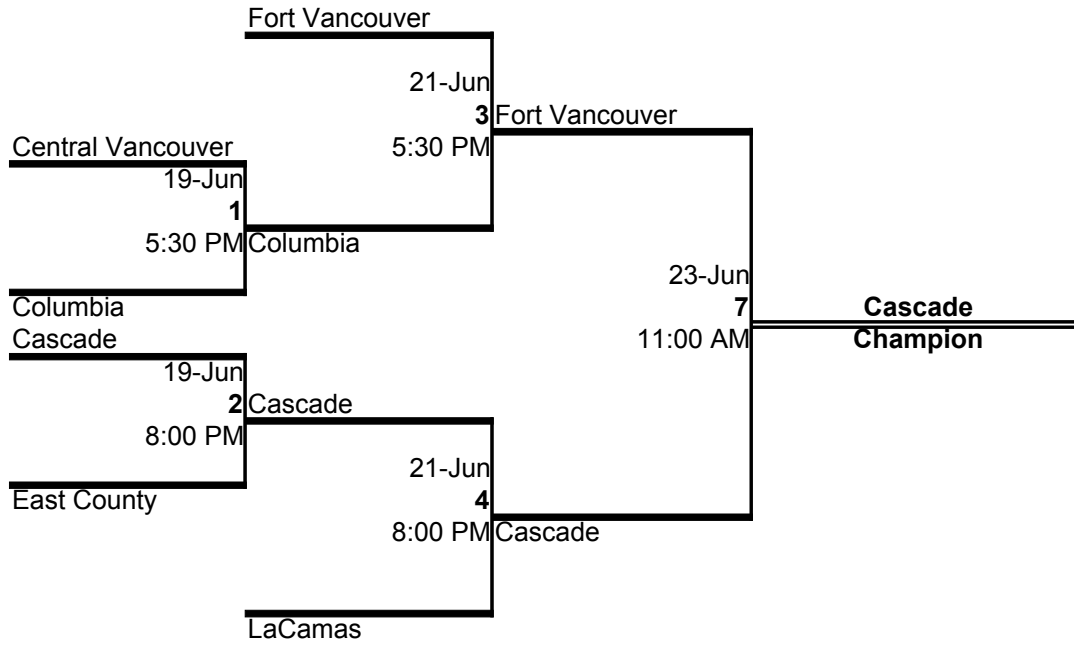 Fort Vancouver
21-Jun
3 Fort Vancouver
Central Vancouver 5:30 PM
19-Jun
1
5:30 PM Columbia
23-Jun
Columbia 7 Cascade
Cascade 11:00 AM Champion
19-Jun
2 Cascade
8:00 PM
21-Jun
East County 4
8:00 PM Cascade
LaCamas